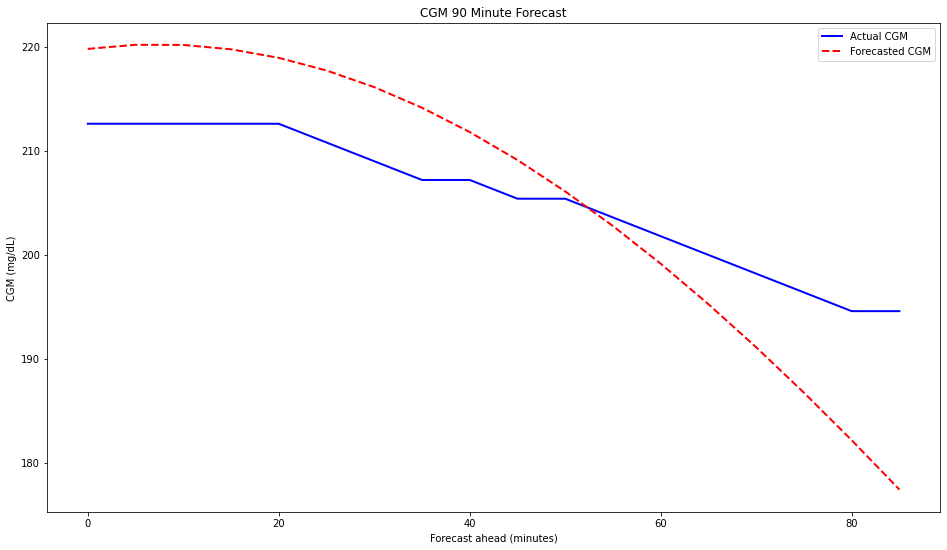 CGM 90 Minute Forecast
Actual CGM
Forecasted CGM
CGM (mg/dL)
220
210
200
190
180
0
20
40
60
80
Forecast ahead (minutes)